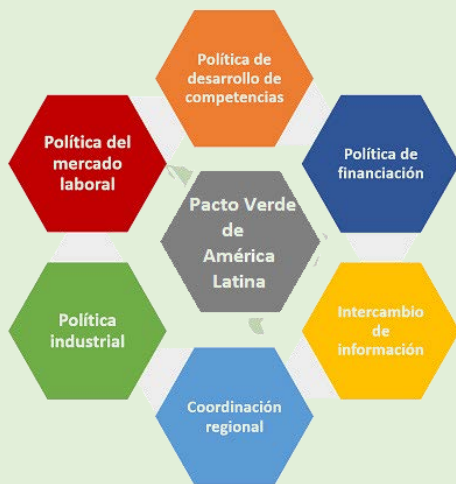 Política de
desarrollo de
competencias
Política del
mercado
laboral
Política de
financiación
Pacto Verde
de
América
Latina
Política
industrial
Intercambio
de
información
Coordinación
regional